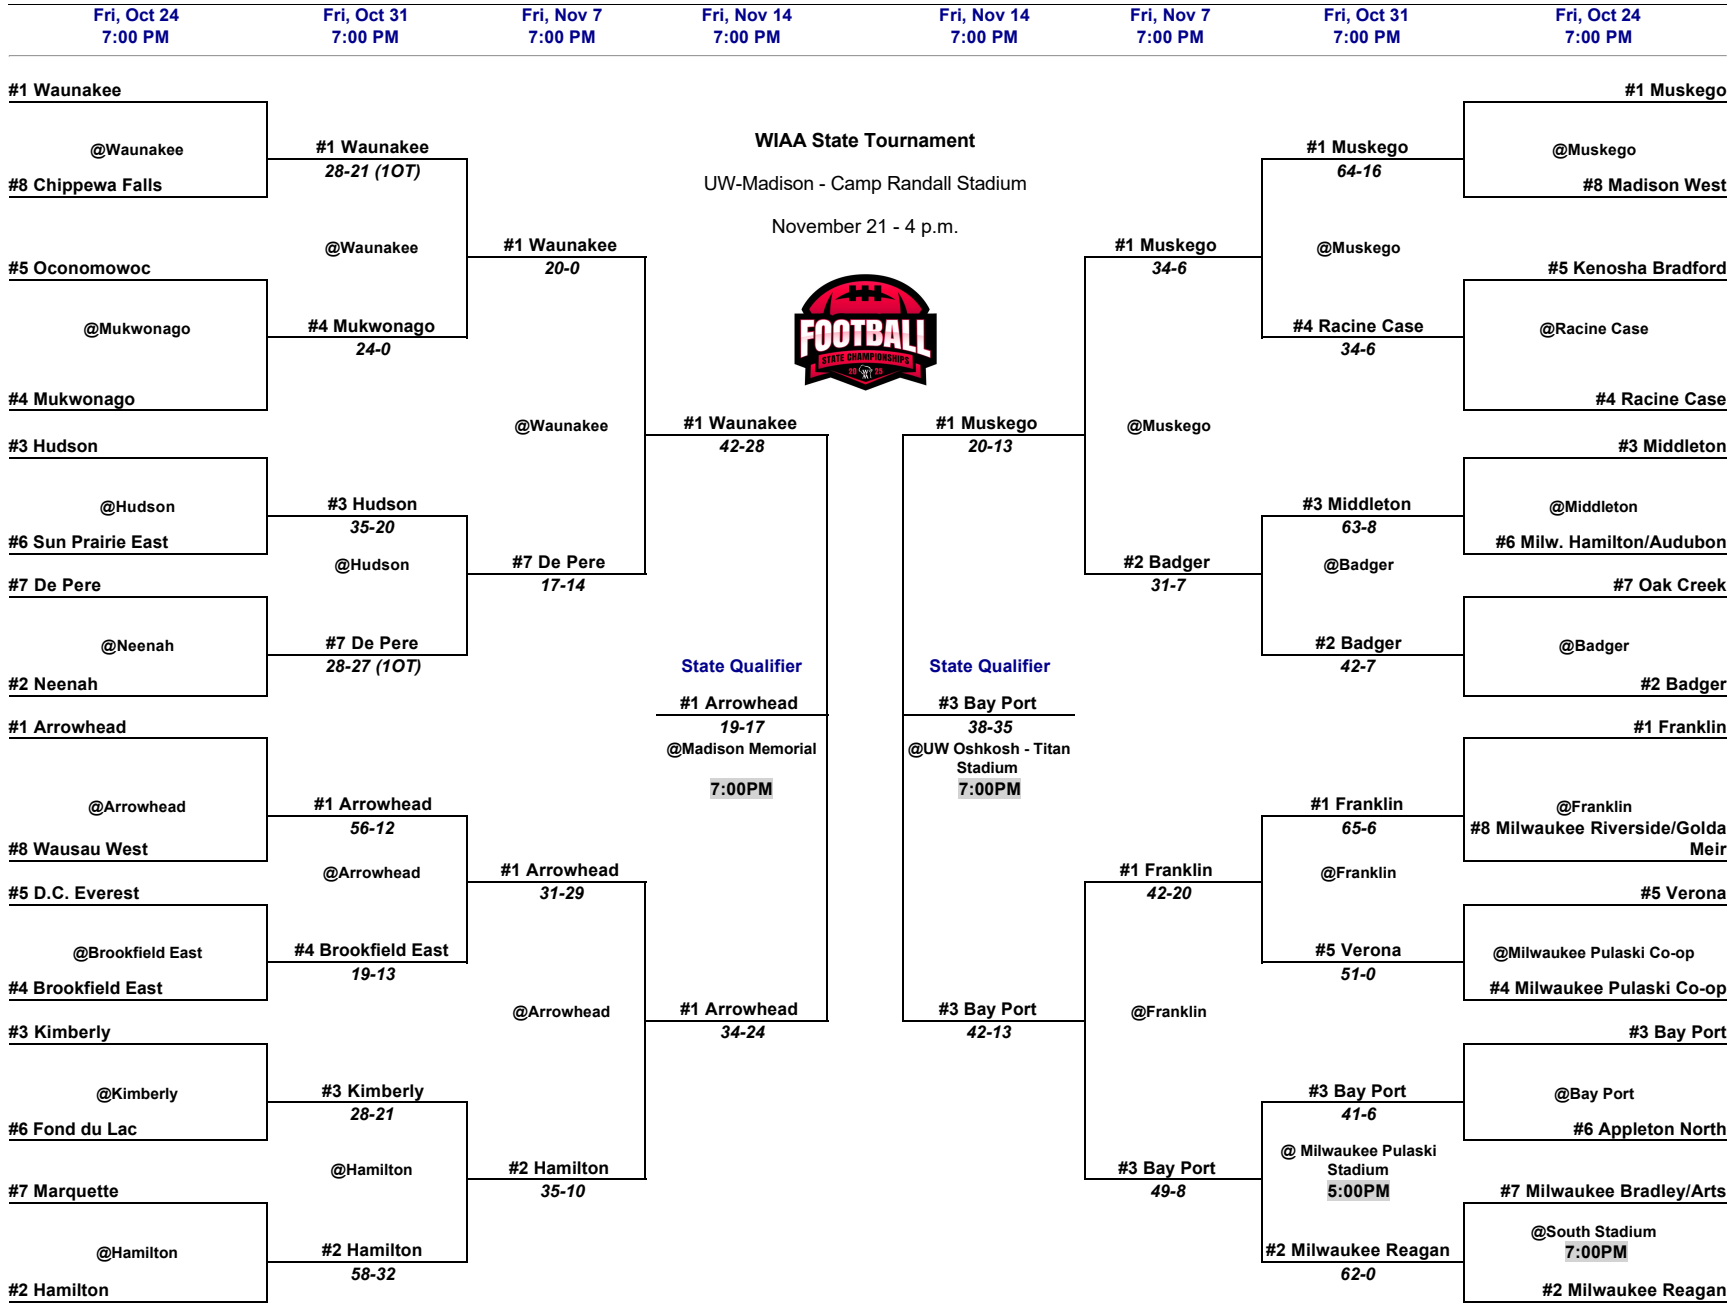 Fri, Oct 24 Fri, Oct 31 Fri, Nov 7 Fri, Nov 14 Fri, Nov 14 Fri, Nov 7 Fri, Oct 31 Fri, Oct 24
7:00 PM 7:00 PM 7:00 PM 7:00 PM 7:00 PM 7:00 PM 7:00 PM 7:00 PM
#1 Waunakee
@Waunakee
#8 Chippewa Falls
#5 Oconomowoc
@Mukwonago
#4 Mukwonago
#3 Hudson
@Hudson
#6 Sun Prairie East
#7 De Pere
@Neenah
#2 Neenah
#1 Arrowhead
@Arrowhead
#8 Wausau West
#5 D.C. Everest
@Brookfield East
#4 Brookfield East
#3 Kimberly
@Kimberly
#6 Fond du Lac
#7 Marquette
@Hamilton
#2 Hamilton
#1 Waunakee
28-21 (1OT)
@Waunakee
#4 Mukwonago
24-0
#3 Hudson
35-20
@Hudson
#7 De Pere
28-27 (1OT)
#1 Arrowhead
56-12
@Arrowhead
#4 Brookfield East
19-13
#3 Kimberly
28-21
@Hamilton
#2 Hamilton
58-32
#1 Waunakee
20-0
@Waunakee
#7 De Pere
17-14
#1 Arrowhead
31-29
@Arrowhead
#2 Hamilton
35-10
WIAA State Tournament
UW-Madison - Camp Randall Stadium
November 21 - 4 p.m.
FOOTBALL
STATE CHAMPIONSHIPS
20 25
#1 Waunakee
42-28
State Qualifier
#1 Arrowhead
19-17
@Madison Memorial
7:00PM
#1 Arrowhead
34-24
#1 Muskego
20-13
State Qualifier
#3 Bay Port
38-35
@UW Oshkosh - Titan
Stadium
7:00PM
#3 Bay Port
42-13
#1 Muskego
34-6
@Muskego
#2 Badger
31-7
#1 Franklin
42-20
@Franklin
#3 Bay Port
49-8
#1 Muskego
64-16
@Muskego
#4 Racine Case
34-6
#3 Middleton
63-8
@Badger
#2 Badger
42-7
#1 Franklin
65-6
@Franklin
#5 Verona
51-0
#3 Bay Port
41-6
@ Milwaukee Pulaski
Stadium
5:00PM
#2 Milwaukee Reagan
62-0
#1 Muskego
@Muskego
#8 Madison West
#5 Kenosha Bradford
@Racine Case
#4 Racine Case
#3 Middleton
@Middleton
#6 Milw. Hamilton/Audubon
#7 Oak Creek
@Badger
#2 Badger
#1 Franklin
@Franklin
#8 Milwaukee Riverside/Golda
Meir
#5 Verona
@Milwaukee Pulaski Co-op
#4 Milwaukee Pulaski Co-op
#3 Bay Port
@Bay Port
#6 Appleton North
#7 Milwaukee Bradley/Arts
@South Stadium
7:00PM
#2 Milwaukee Reagan